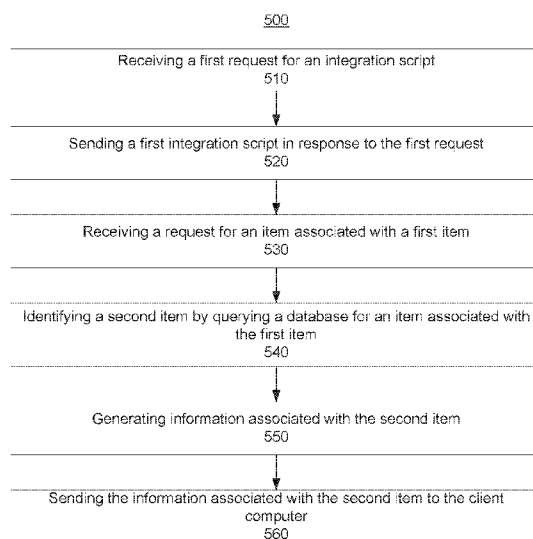 500
Receiving a first request for an integration script
510
Sending a first integration script in response to the first request
520
Receiving a request for an item associated with a first item
530
Identifying a second item by querying a database for an item associated with
the first item
540
Generating information associated with the second item
550
Sending the information associated with the second item to the client
computer
560